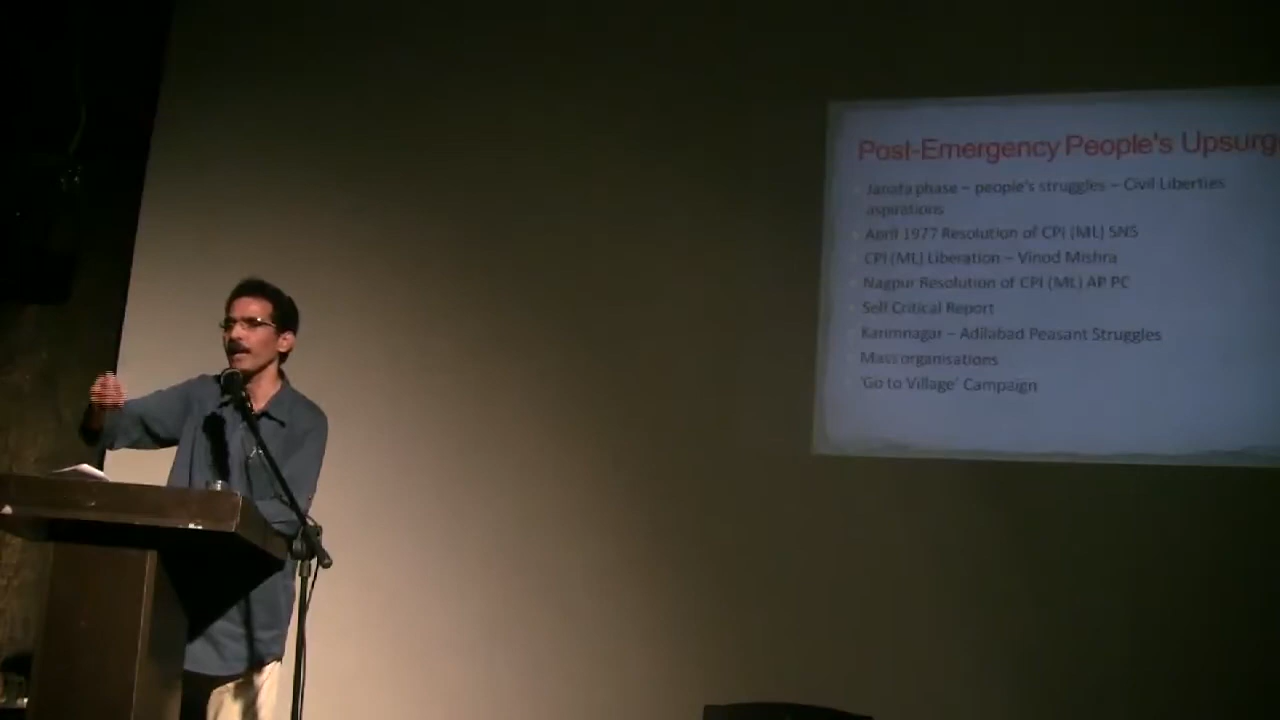 Post-Emergency People's Upsurg
Janata phase – people's struggles – Civil Liberties
aspirations
April 1977 Resolution of CPI (ML) SNS
CPI (ML) Liberation – Vinod Mishra
Nagpur Resolution of CPI (ML) AP PC
Self Critical Report
Karimnagar – Adilabad Peasant Struggles
Mass organisations
'Go to Village' Campaign